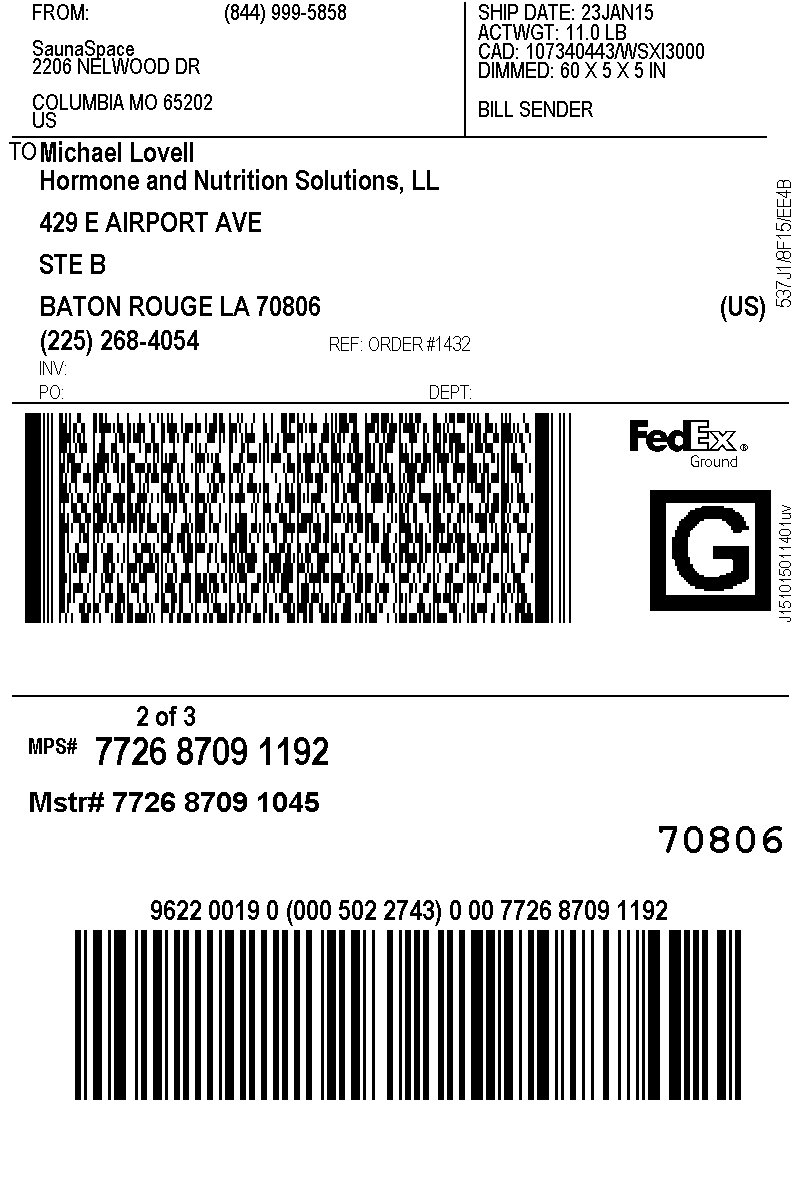 FROM: (844) 999-5858
SaunaSpace
2206 NELWOOD DR
COLUMBIA MO 65202
US
SHIP DATE: 23JAN15
ACTWGT: 11.0 LB
CAD: 107340443/WSXI3000
DIMMED: 60 X 5 X 5 IN
BILL SENDER
TO Michael Lovell
Hormone and Nutrition Solutions, LL
429 E AIRPORT AVE
STE B
BATON ROUGE LA 70806 (US)
(225) 268-4054 REF: ORDER #1432
INV:
PO: DEPT:
537J1/8F15/EE4B
FedEx®
Ground
G
J151015011401uv
2 of 3
MPS# 7726 8709 1192
Mstr# 7726 8709 1045
70806
9622 0019 0 (000 502 2743) 0 00 7726 8709 1192